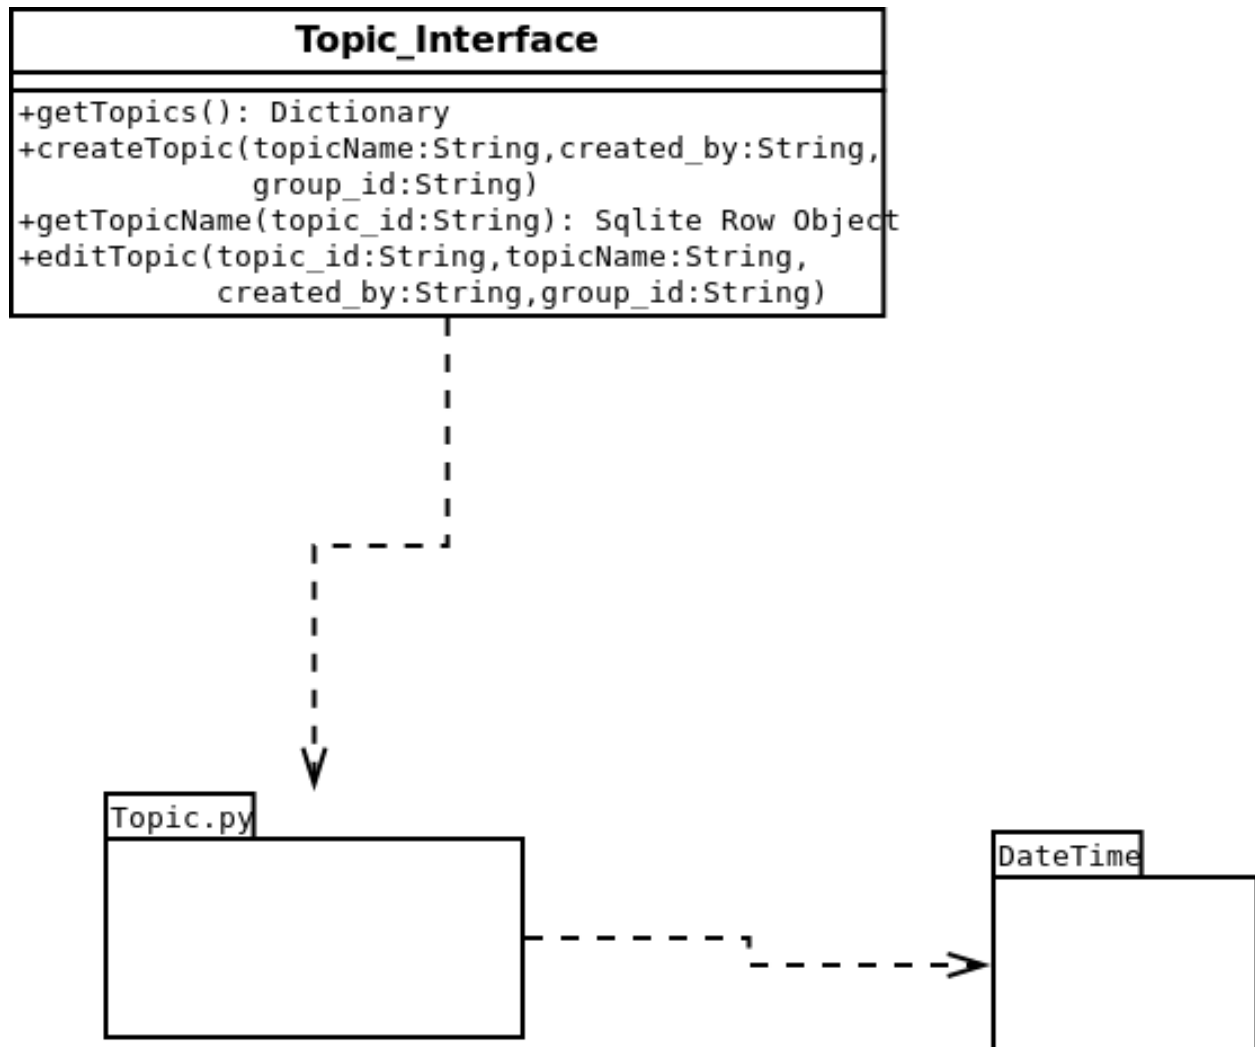 Topic_Interface
+getTopics(): Dictionary
+createTopic(topicName:String,created_by:String,
group_id:String)
+getTopicName(topic_id:String): Sqlite Row Object
+editTopic(topic_id:String,topicName:String,
created_by:String,group_id:String)
Topic.py
DateTime